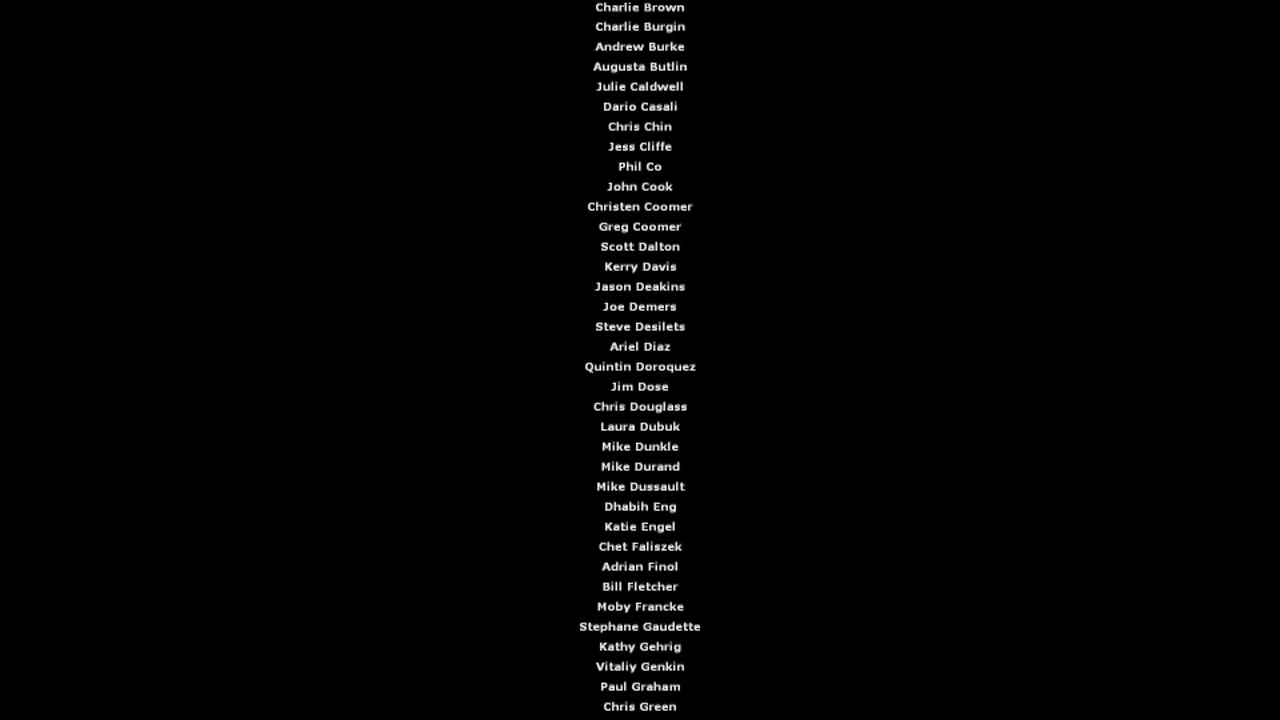 Charlie Brown
Charlie Burgin
Andrew Burke
Augusta Butlin
Julie Caldwell
Dario Casali
Chris Chin
Jess Cliffe
Phil Co
John Cook
Christen Coomer
Greg Coomer
Scott Dalton
Kerry Davis
Jason Deakins
Joe Demers
Steve Desilets
Ariel Diaz
Quintin Doroquez
Jim Dose
Chris Douglass
Laura Dubuk
Mike Dunkle
Mike Durand
Mike Dussault
Dhabih Eng
Katie Engel
Chet Faliszek
Adrian Finol
Bill Fletcher
Moby Francke
Stephane Gaudette
Kathy Gehrig
Vitaliy Genkin
Paul Graham
Chris Green